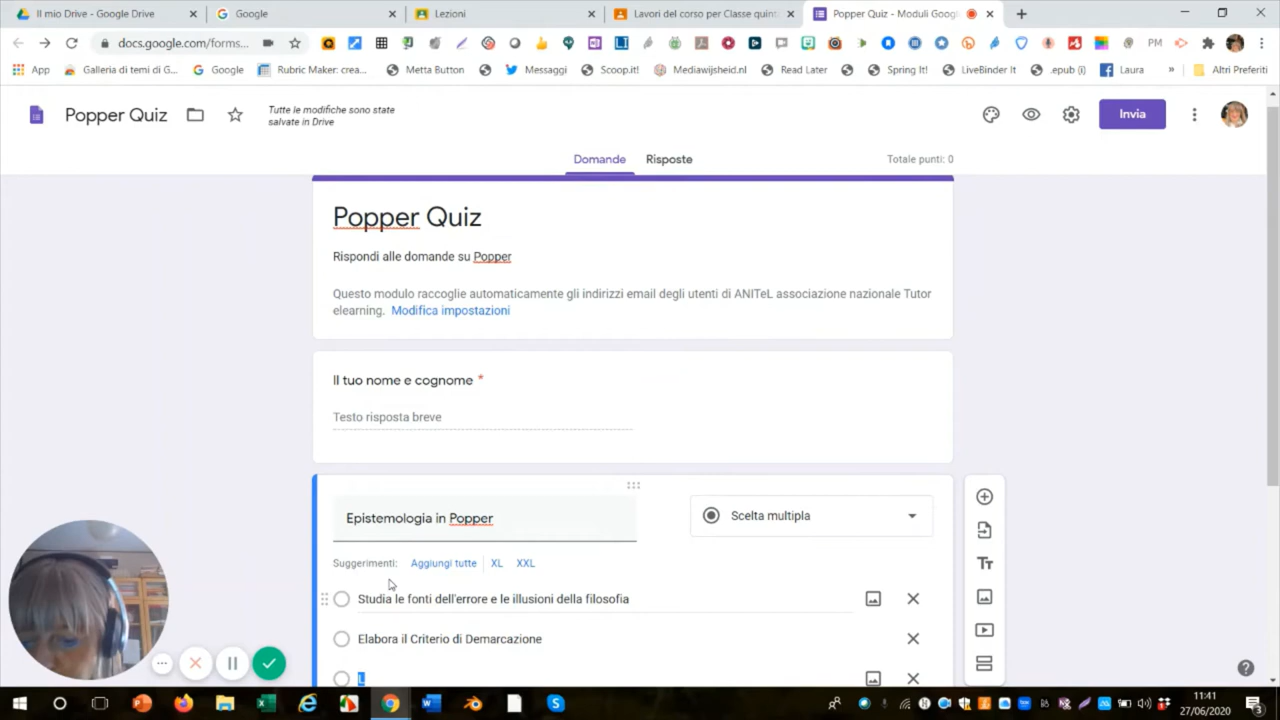 Il mio Drive - Google Drive
Google
Lezioni
Lavori del corso per Classe quint
Popper Quiz - Moduli Goog
docs.google.com/forms...
PM
App
Galleria di temi di G...
Google
Rubric Maker: crea...
Metta Button
Messaggi
Scoop.it!
Mediawijsheid.nl
Read Later
Spring It!
LiveBinder It
.epub (i)
Laura
»
Altri Preferiti
Popper Quiz
Tutte le modifiche sono state
salvate in Drive
Invia
Domande
Risposte
Totale punti: 0
Popper Quiz
Rispondi alle domande su Popper
Questo modulo raccoglie automaticamente gli indirizzi email degli utenti di ANITeL associazione nazionale Tutor
elearning. Modifica impostazioni
Il tuo nome e cognome *
Testo risposta breve
Epistemologia in Popper
Scelta multipla
Suggerimenti: Aggiungi tutte | XL XXL
Studia le fonti dell'errore e le illusioni della filosofia
Elabora il Criterio di Demarcazione
L
11:41
27/06/2020
3